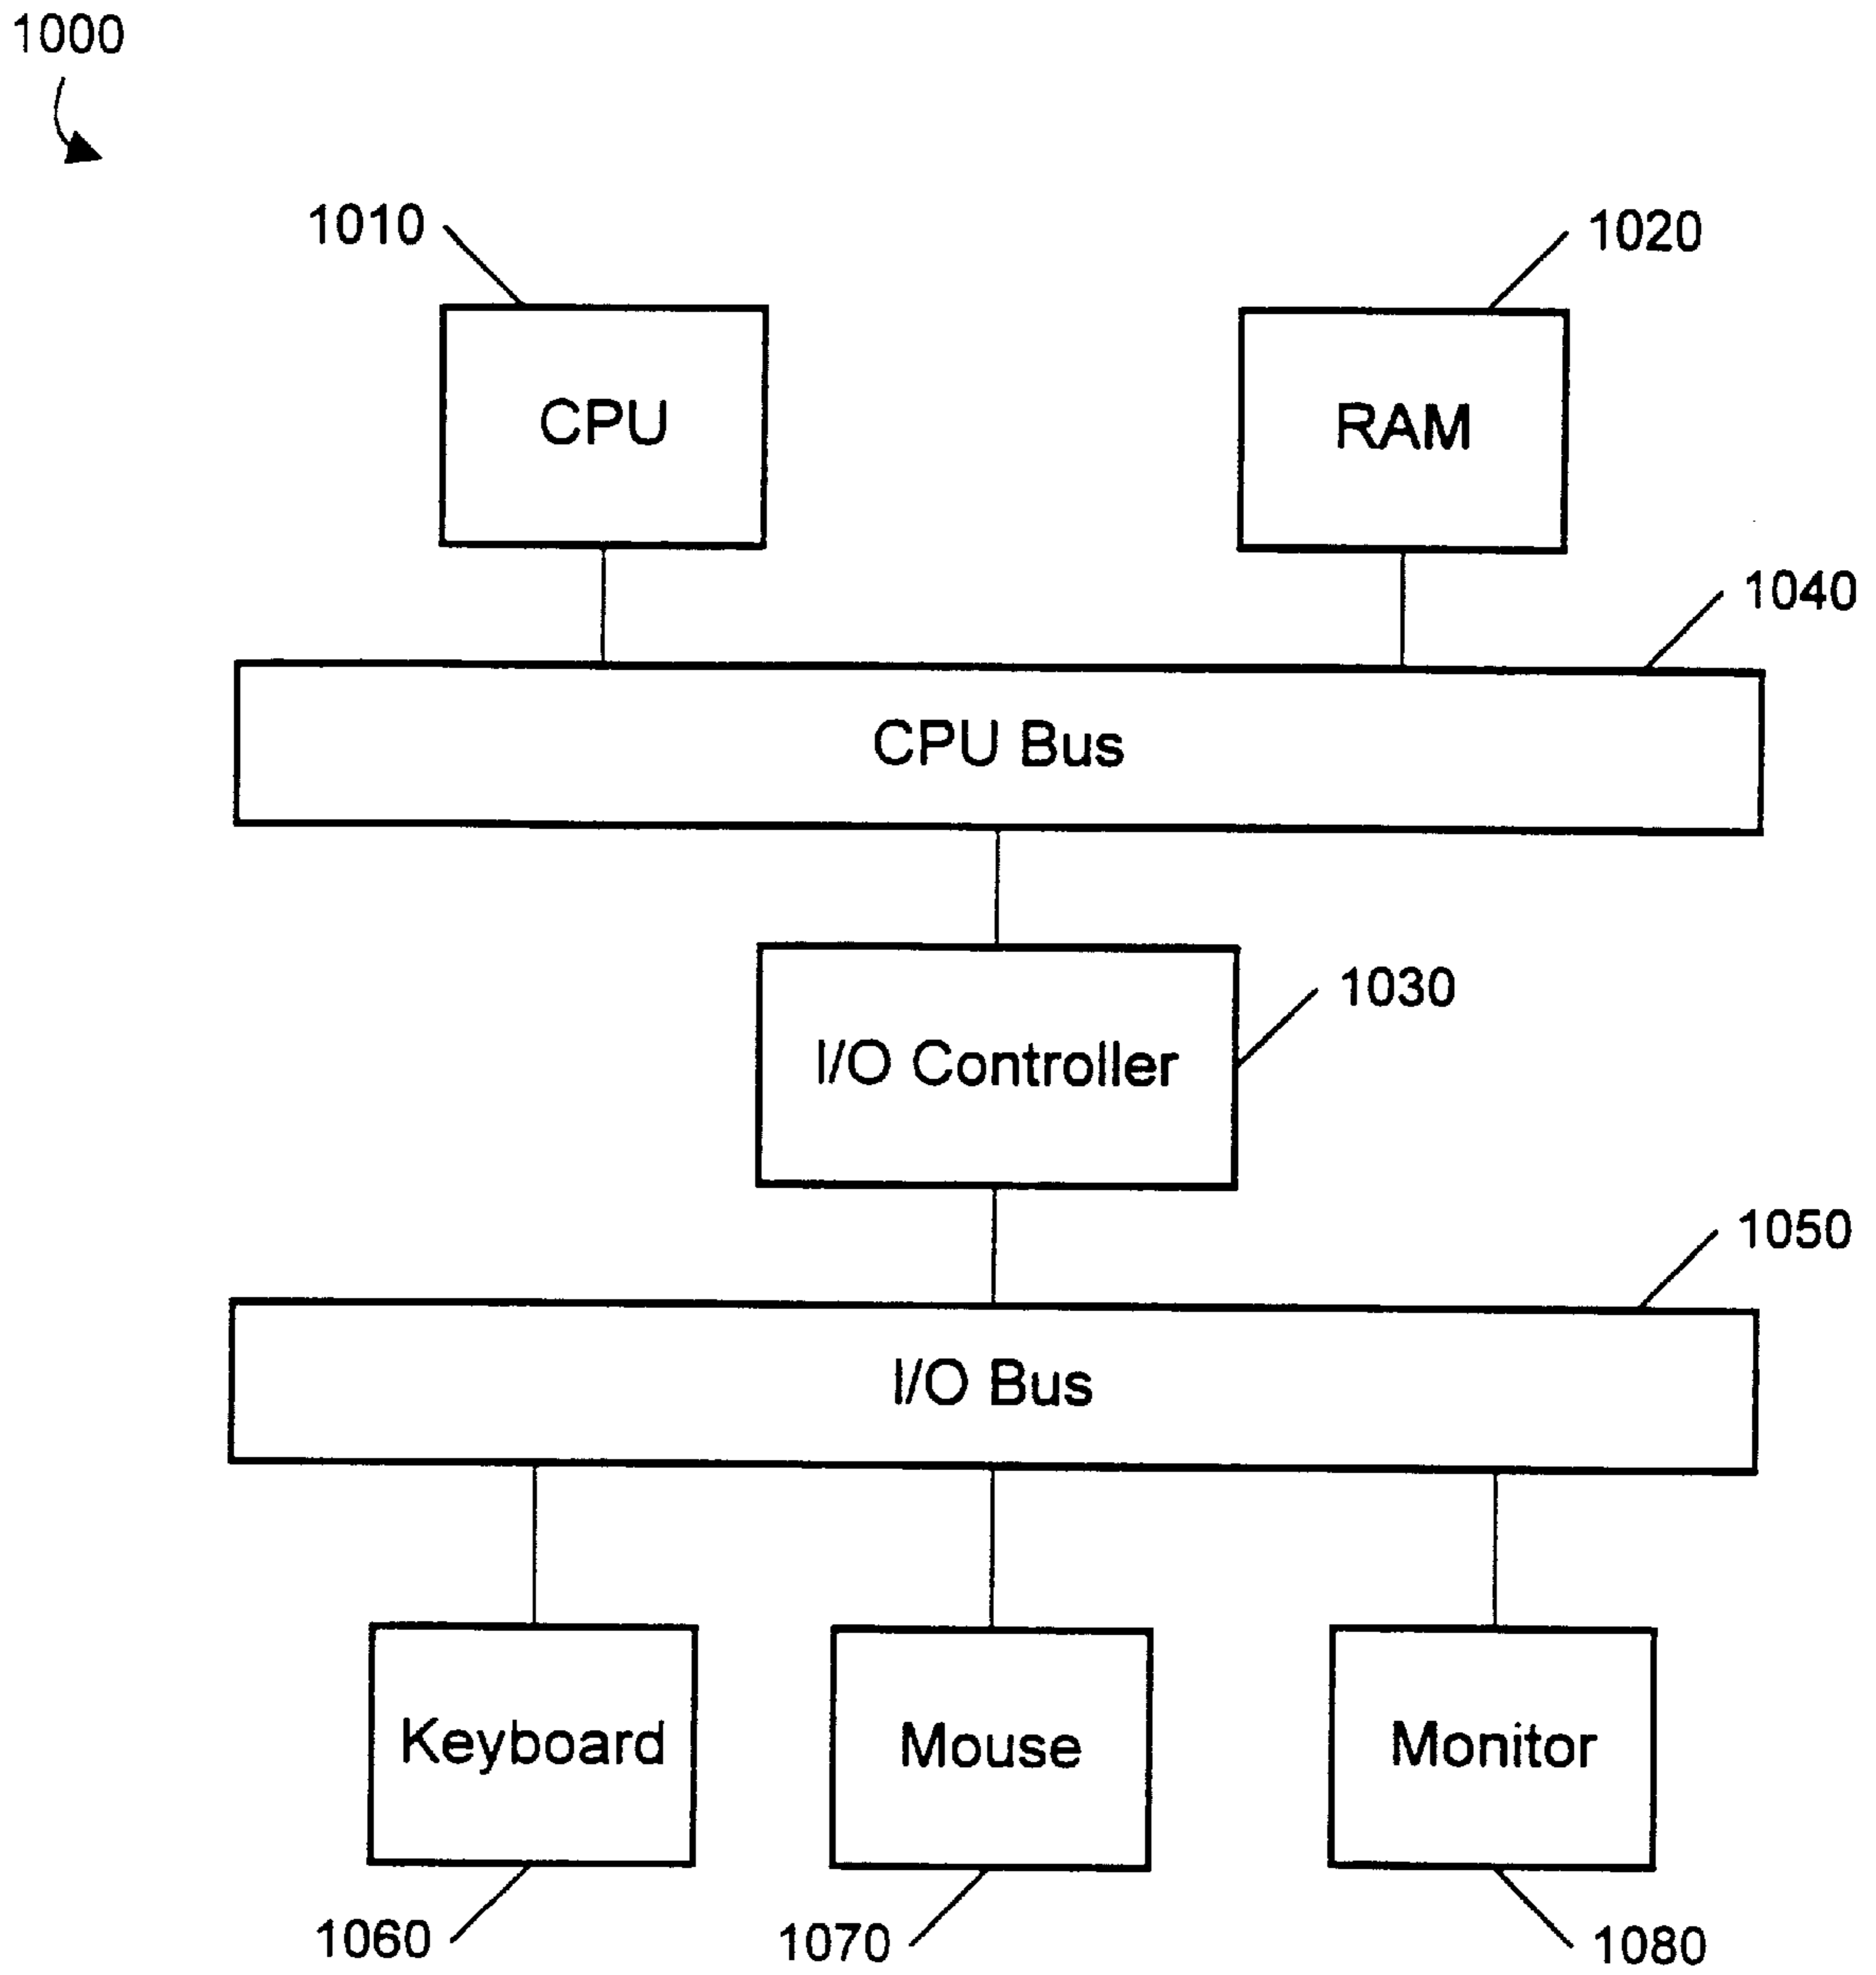 1000
1010
1020
CPU
RAM
1040
CPU Bus
1030
I/O Controller
1050
I/O Bus
Keyboard
Mouse
Monitor
1060
1070
1080